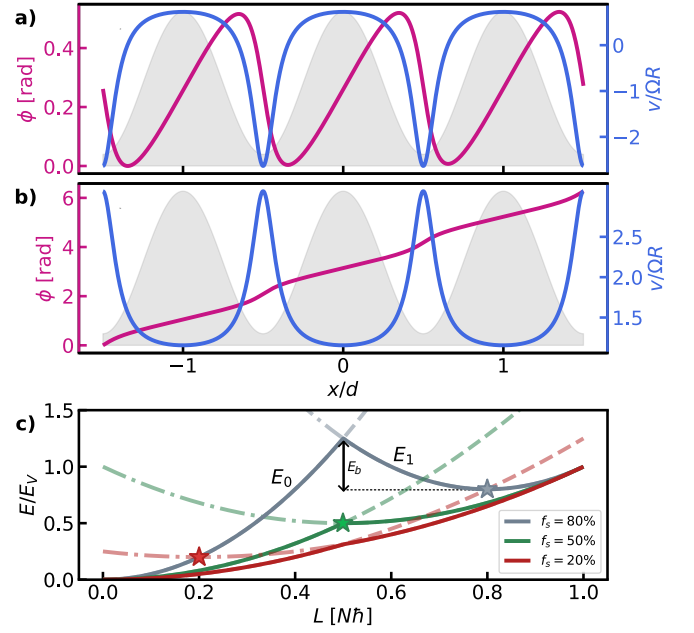 a)
ϕ [rad]
0.4
0.2
0.0
0
−1
−2
v/ΩR
b)
ϕ [rad]
6
4
2
0
2.5
2.0
1.5
v/ΩR
−1 0 1
x/d
c)
E/E_V
1.5
1.0
0.5
0.0
E_0
E_1
E_b
f_s = 80%
f_s = 50%
f_s = 20%
0.0 0.2 0.4 0.6 0.8 1.0
L [Nħ]